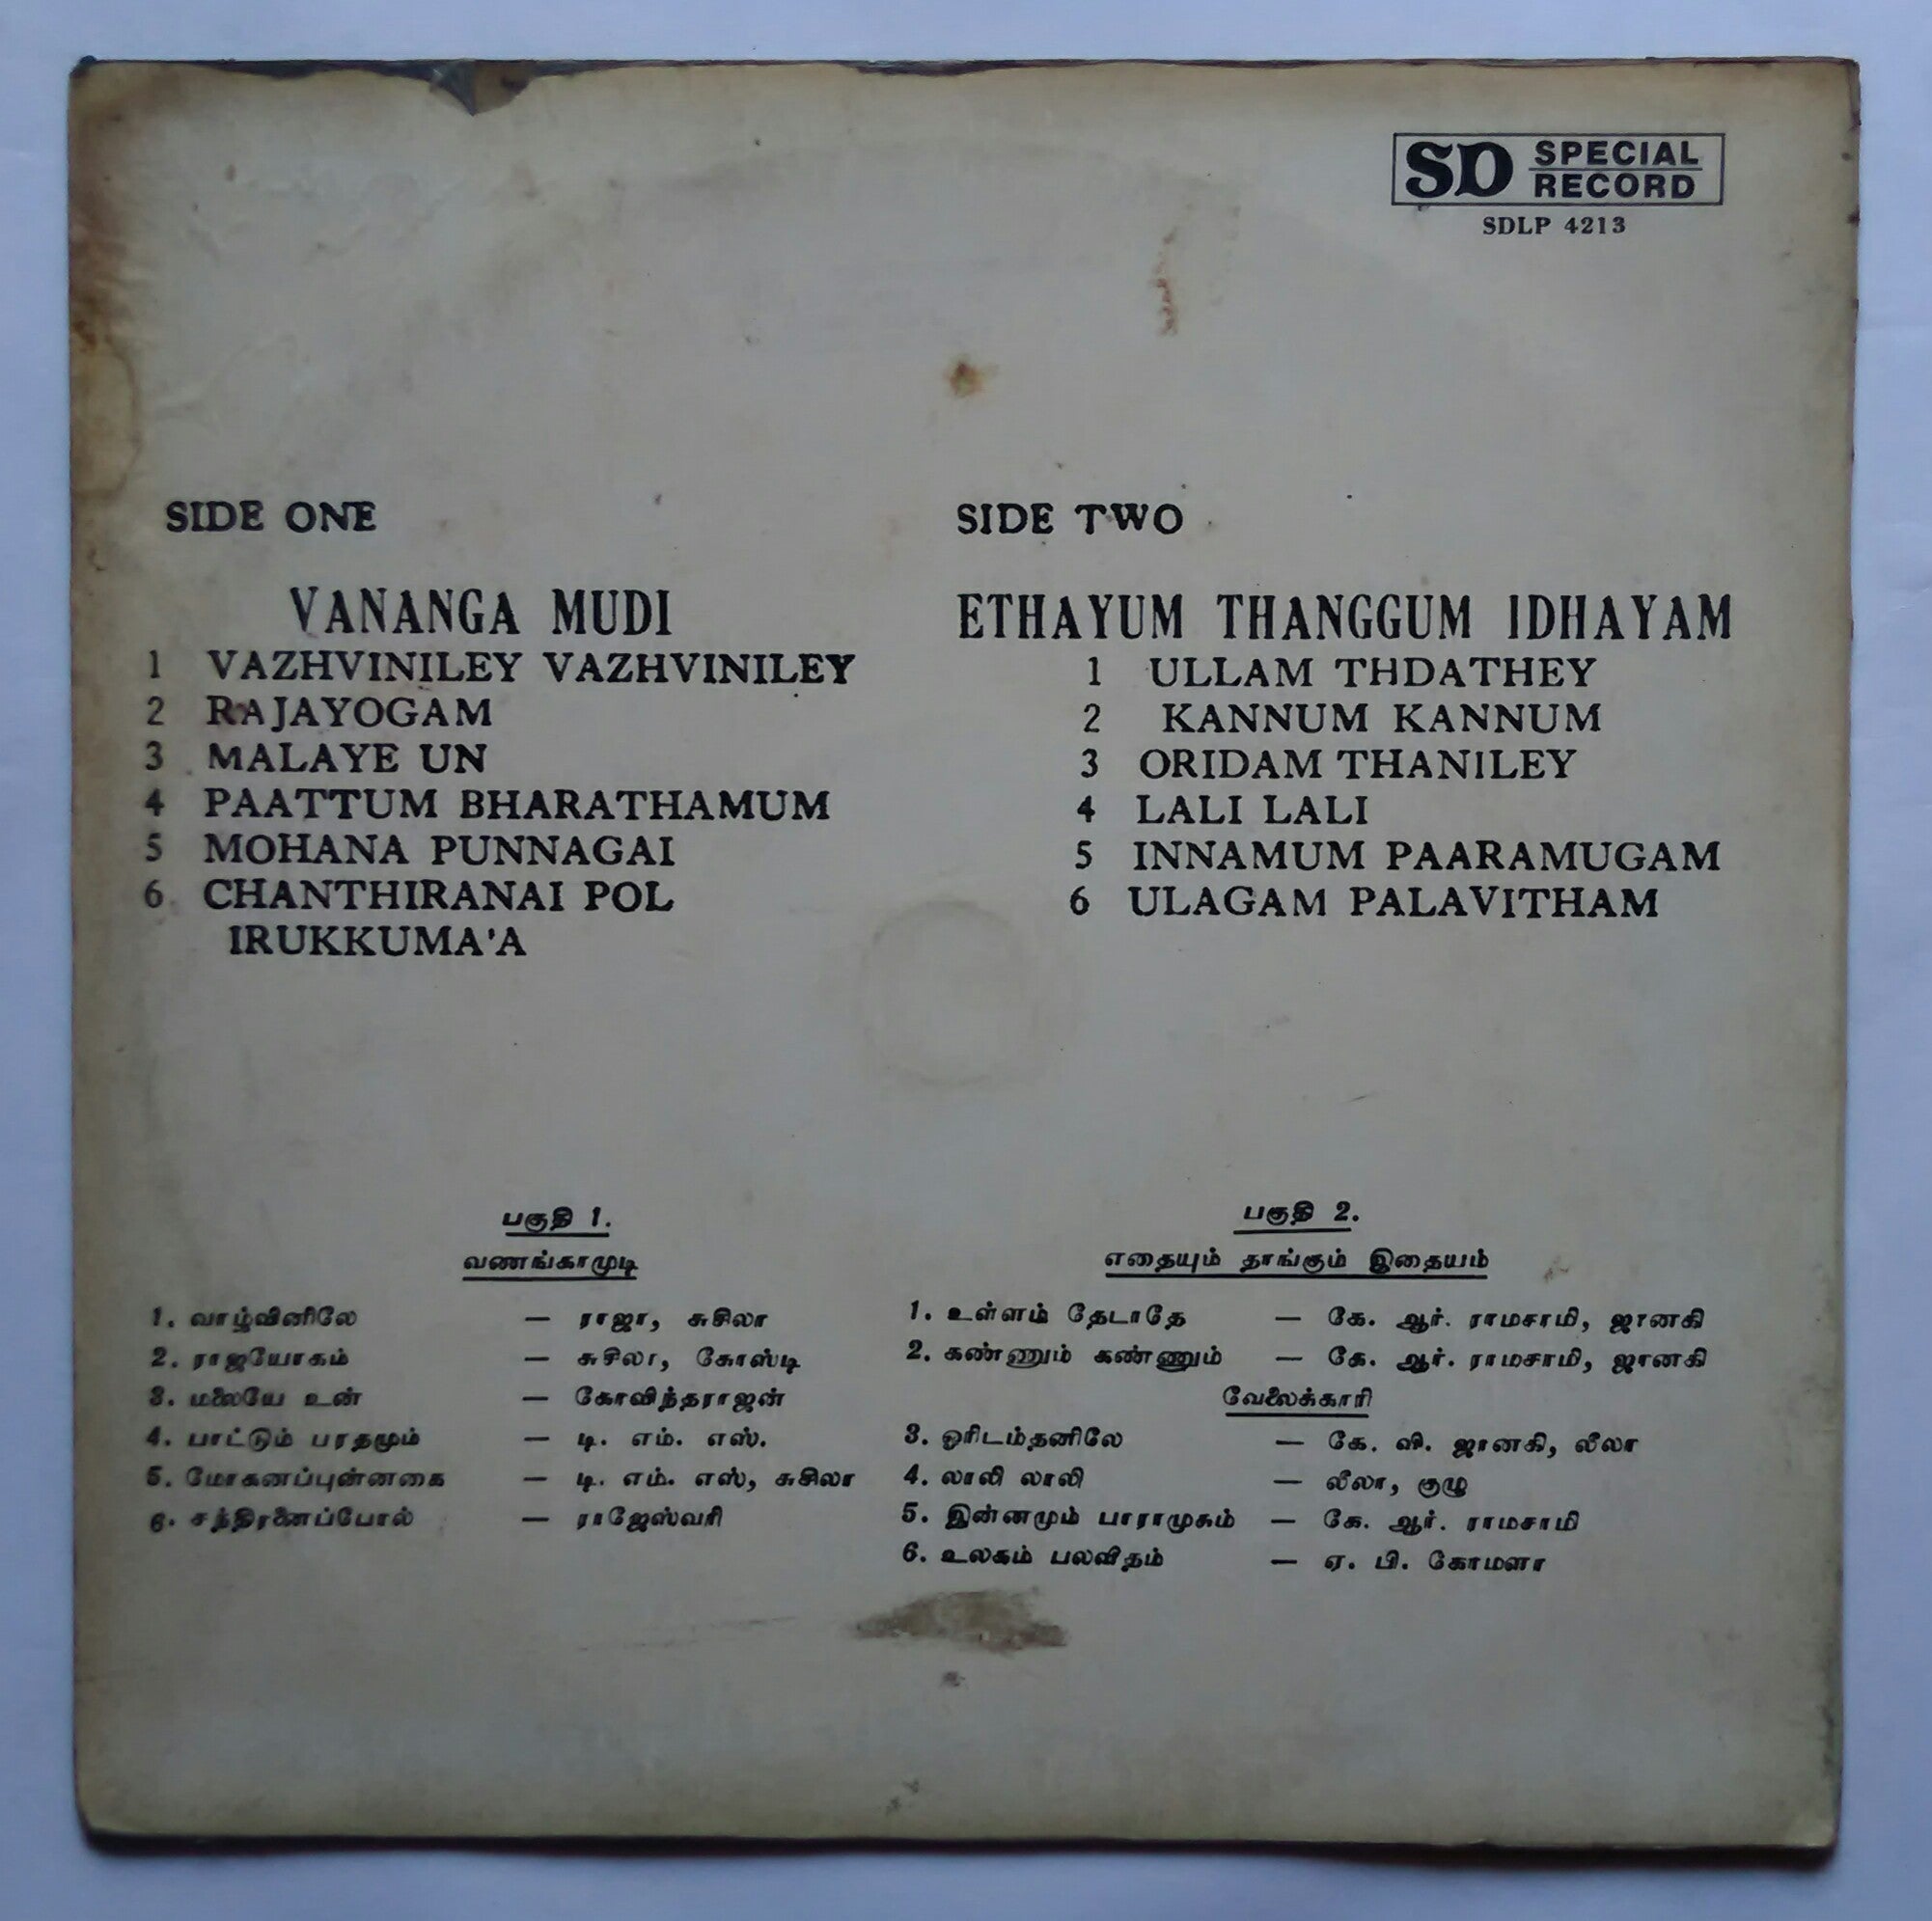 SD SPECIAL RECORD
SDLP 4213
SIDE ONE
VANANGA MUDI
1 VAZHVINILEY VAZHVINILEY
2 RAJAYOGAM
3 MALAYE UN
4 PAATTUM BHARATHAMUM
5 MOHANA PUNNAGAI
6 CHANTHIRANAI POL
IRUKKUMA'A
SIDE TWO
ETHAYUM THANGGUM IDHAYAM
1 ULLAM THDATHEY
2 KANNUM KANNUM
3 ORIDAM THANILEY
4 LALI LALI
5 INNAMUM PAARAMUGAM
6 ULAGAM PALAVITHAM
பகுதி 1.
வணங்காமுடி
1. வாழ்வினிலே — ராஜா, சுசிலா
2. ராஜயோகம் — சுசிலா, கோஸ்டி
3. மலையே உன் — கோவிந்தராஜன்
4. பாட்டும் பரதமும் — டி. எம். எஸ்.
5. மோகனப்புன்னகை — டி. எம். எஸ், சுசிலா
6. சந்திரனைப்போல் — ராஜேஸ்வரி
பகுதி 2.
எதையும் தாங்கும் இதையம்
1. உள்ளம் தேடாதே — கே. ஆர். ராமசாமி, ஜானகி
2. கண்ணும் கண்ணும் — கே. ஆர். ராமசாமி, ஜானகி
வேலைக்காரி
3. ஓரிடம்தனிலே — கே. வி. ஜானகி, லீலா
4. லாலி லாலி — லீலா, குழு
5. இன்னமும் பாராமுகம் — கே. ஆர். ராமசாமி
6. உலகம் பலவிதம் — ஏ. பி. கோமளா